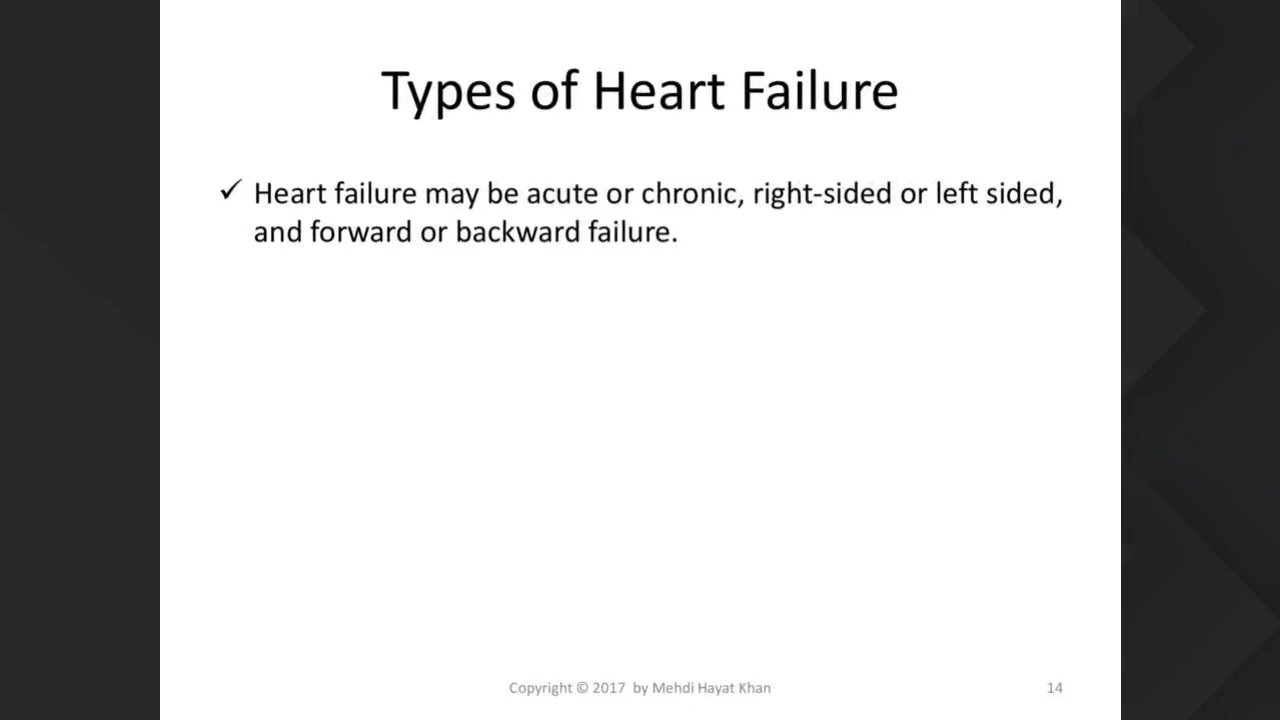 Types of Heart Failure
✓ Heart failure may be acute or chronic, right-sided or left sided,
and forward or backward failure.
Copyright © 2017 by Mehdi Hayat Khan
14